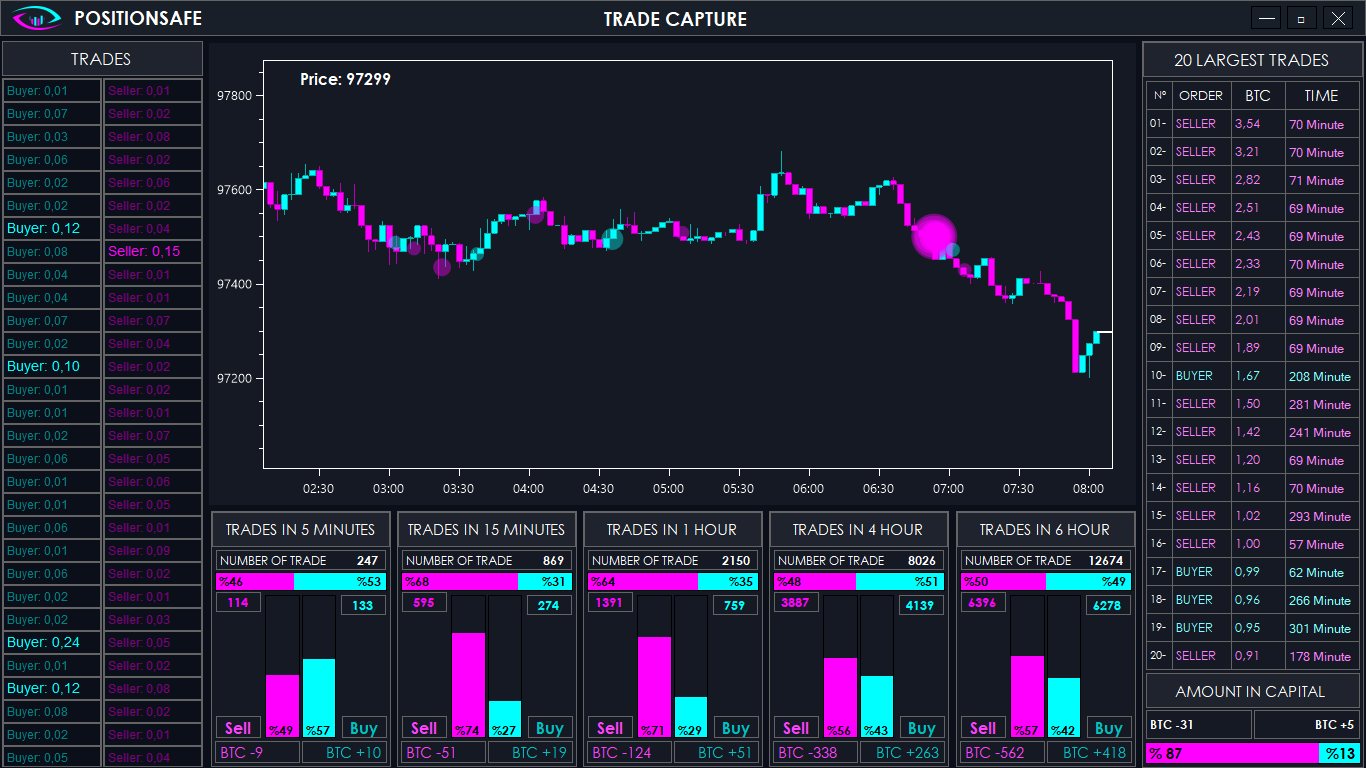 POSITIONSAFE
TRADE CAPTURE
TRADES
Buyer: 0,01 Seller: 0,01
Buyer: 0,07 Seller: 0,02
Buyer: 0,03 Seller: 0,08
Buyer: 0,06 Seller: 0,02
Buyer: 0,02 Seller: 0,06
Buyer: 0,02 Seller: 0,02
Buyer: 0,12 Seller: 0,04
Buyer: 0,08 Seller: 0,15
Buyer: 0,04 Seller: 0,01
Buyer: 0,04 Seller: 0,01
Buyer: 0,07 Seller: 0,07
Buyer: 0,02 Seller: 0,04
Buyer: 0,10 Seller: 0,02
Buyer: 0,01 Seller: 0,02
Buyer: 0,01 Seller: 0,01
Buyer: 0,02 Seller: 0,07
Buyer: 0,06 Seller: 0,05
Buyer: 0,01 Seller: 0,06
Buyer: 0,01 Seller: 0,05
Buyer: 0,06 Seller: 0,01
Buyer: 0,01 Seller: 0,09
Buyer: 0,06 Seller: 0,02
Buyer: 0,02 Seller: 0,01
Buyer: 0,02 Seller: 0,03
Buyer: 0,24 Seller: 0,05
Buyer: 0,01 Seller: 0,02
Buyer: 0,12 Seller: 0,08
Buyer: 0,08 Seller: 0,02
Buyer: 0,02 Seller: 0,01
Buyer: 0,05 Seller: 0,04
Price: 97299
97800
97600
97400
97200
02:30 03:00 03:30 04:00 04:30 05:00 05:30 06:00 06:30 07:00 07:30 08:00
TRADES IN 5 MINUTES
NUMBER OF TRADE 247
%46 %53
114 133
Sell %49 %57 Buy
BTC -9 BTC +10
TRADES IN 15 MINUTES
NUMBER OF TRADE 869
%68 %31
595 274
Sell %74 %27 Buy
BTC -51 BTC +19
TRADES IN 1 HOUR
NUMBER OF TRADE 2150
%64 %35
1391 759
Sell %71 %29 Buy
BTC -124 BTC +51
TRADES IN 4 HOUR
NUMBER OF TRADE 8026
%48 %51
3887 4139
Sell %56 %43 Buy
BTC -338 BTC +263
TRADES IN 6 HOUR
NUMBER OF TRADE 12674
%50 %49
6396 6278
Sell %57 %42 Buy
BTC -562 BTC +418
20 LARGEST TRADES
Nº ORDER BTC TIME
01- SELLER 3,54 70 Minute
02- SELLER 3,21 70 Minute
03- SELLER 2,82 71 Minute
04- SELLER 2,51 69 Minute
05- SELLER 2,43 69 Minute
06- SELLER 2,33 70 Minute
07- SELLER 2,19 69 Minute
08- SELLER 2,01 69 Minute
09- SELLER 1,89 69 Minute
10- BUYER 1,67 208 Minute
11- SELLER 1,50 281 Minute
12- SELLER 1,42 241 Minute
13- SELLER 1,20 69 Minute
14- SELLER 1,16 70 Minute
15- SELLER 1,02 293 Minute
16- SELLER 1,00 57 Minute
17- BUYER 0,99 62 Minute
18- BUYER 0,96 266 Minute
19- BUYER 0,95 301 Minute
20- SELLER 0,91 178 Minute
AMOUNT IN CAPITAL
BTC -31 BTC +5
% 87 %13